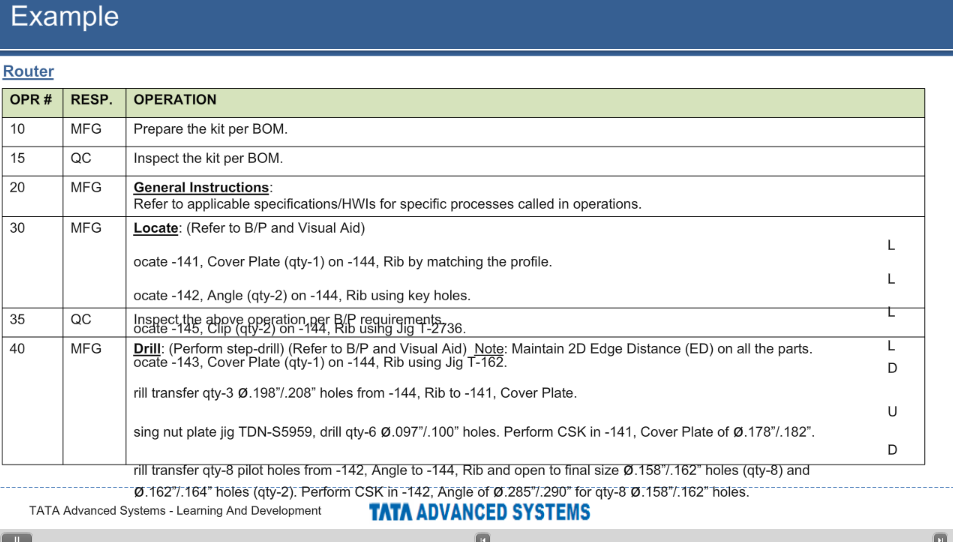 Example
Router
OPR # RESP. OPERATION
10 MFG Prepare the kit per BOM.
15 QC Inspect the kit per BOM.
20 MFG General Instructions:
Refer to applicable specifications/HWIs for specific processes called in operations.
30 MFG Locate: (Refer to B/P and Visual Aid)
L
ocate -141, Cover Plate (qty-1) on -144, Rib by matching the profile.
L
ocate -142, Angle (qty-2) on -144, Rib using key holes.
L
35 QC Inspect the above operation per B/P requirements.
ocate -145, Clip (qty-2) on -144, Rib using Jig T-2736.
L
40 MFG Drill: (Perform step-drill) (Refer to B/P and Visual Aid) Note: Maintain 2D Edge Distance (ED) on all the parts.
ocate -143, Cover Plate (qty-1) on -144, Rib using Jig T-162.
D
rill transfer qty-3 Ø.198”/.208” holes from -144, Rib to -141, Cover Plate.
U
sing nut plate jig TDN-S5959, drill qty-6 Ø.097”/.100” holes. Perform CSK in -141, Cover Plate of Ø.178”/.182”.
D
rill transfer qty-8 pilot holes from -142, Angle to -144, Rib and open to final size Ø.158”/.162” holes (qty-8) and
Ø.162”/.164” holes (qty-2). Perform CSK in -142, Angle of Ø.285”/.290” for qty-8 Ø.158”/.162” holes.
TATA Advanced Systems - Learning And Development
TATA ADVANCED SYSTEMS